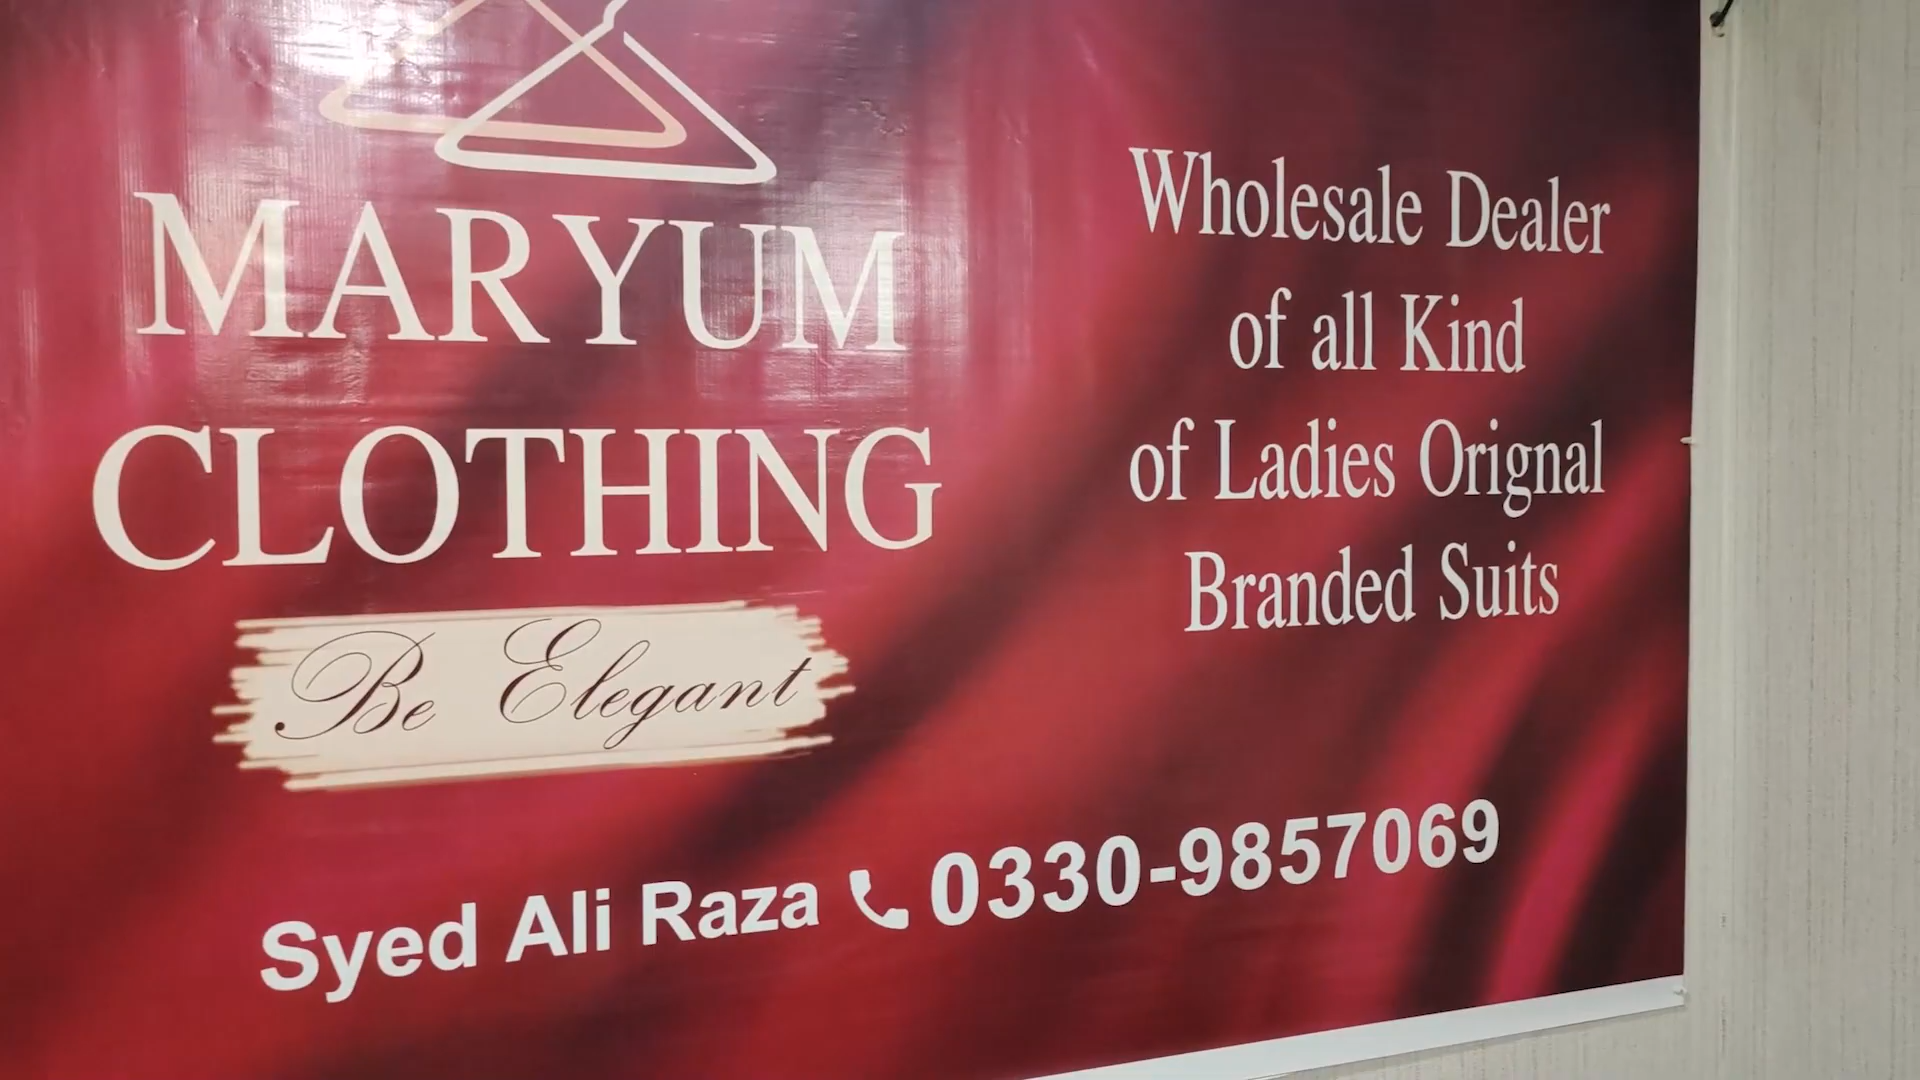 MARYUM
CLOTHING
Be Elegant
Wholesale Dealer
of all Kind
of Ladies Orignal
Branded Suits
Syed Ali Raza 0330-9857069